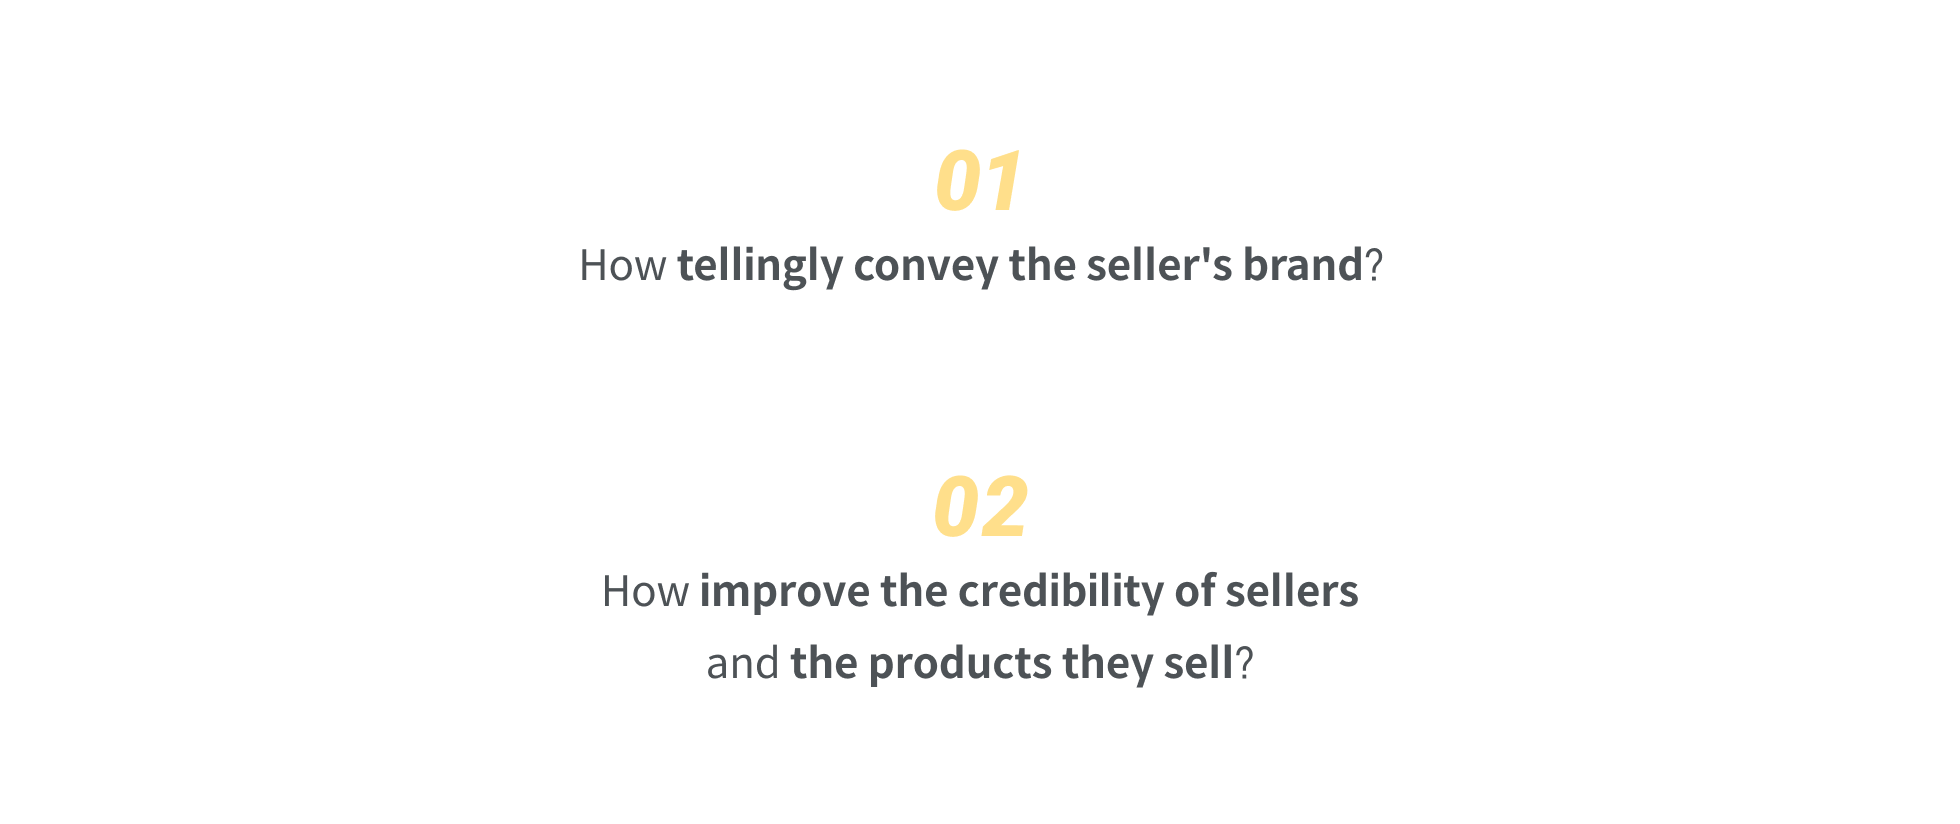 01
How tellingly convey the seller's brand?
02
How improve the credibility of sellers
and the products they sell?